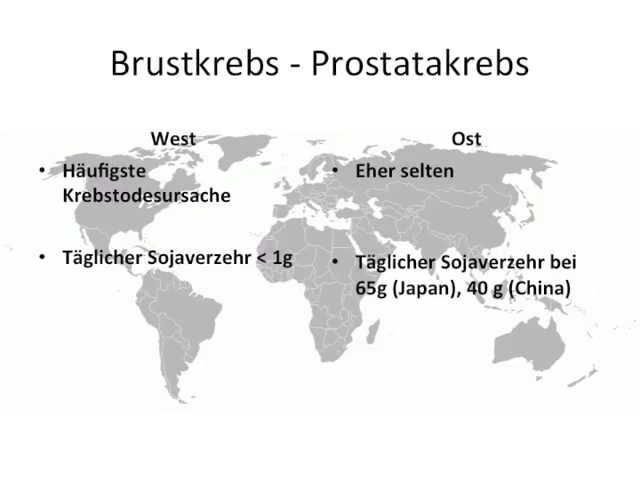 Brustkrebs - Prostatakrebs
West
• Häufigste
Krebstodesursache
• Täglicher Sojaverzehr < 1g
Ost
• Eher selten
• Täglicher Sojaverzehr bei
65g (Japan), 40 g (China)